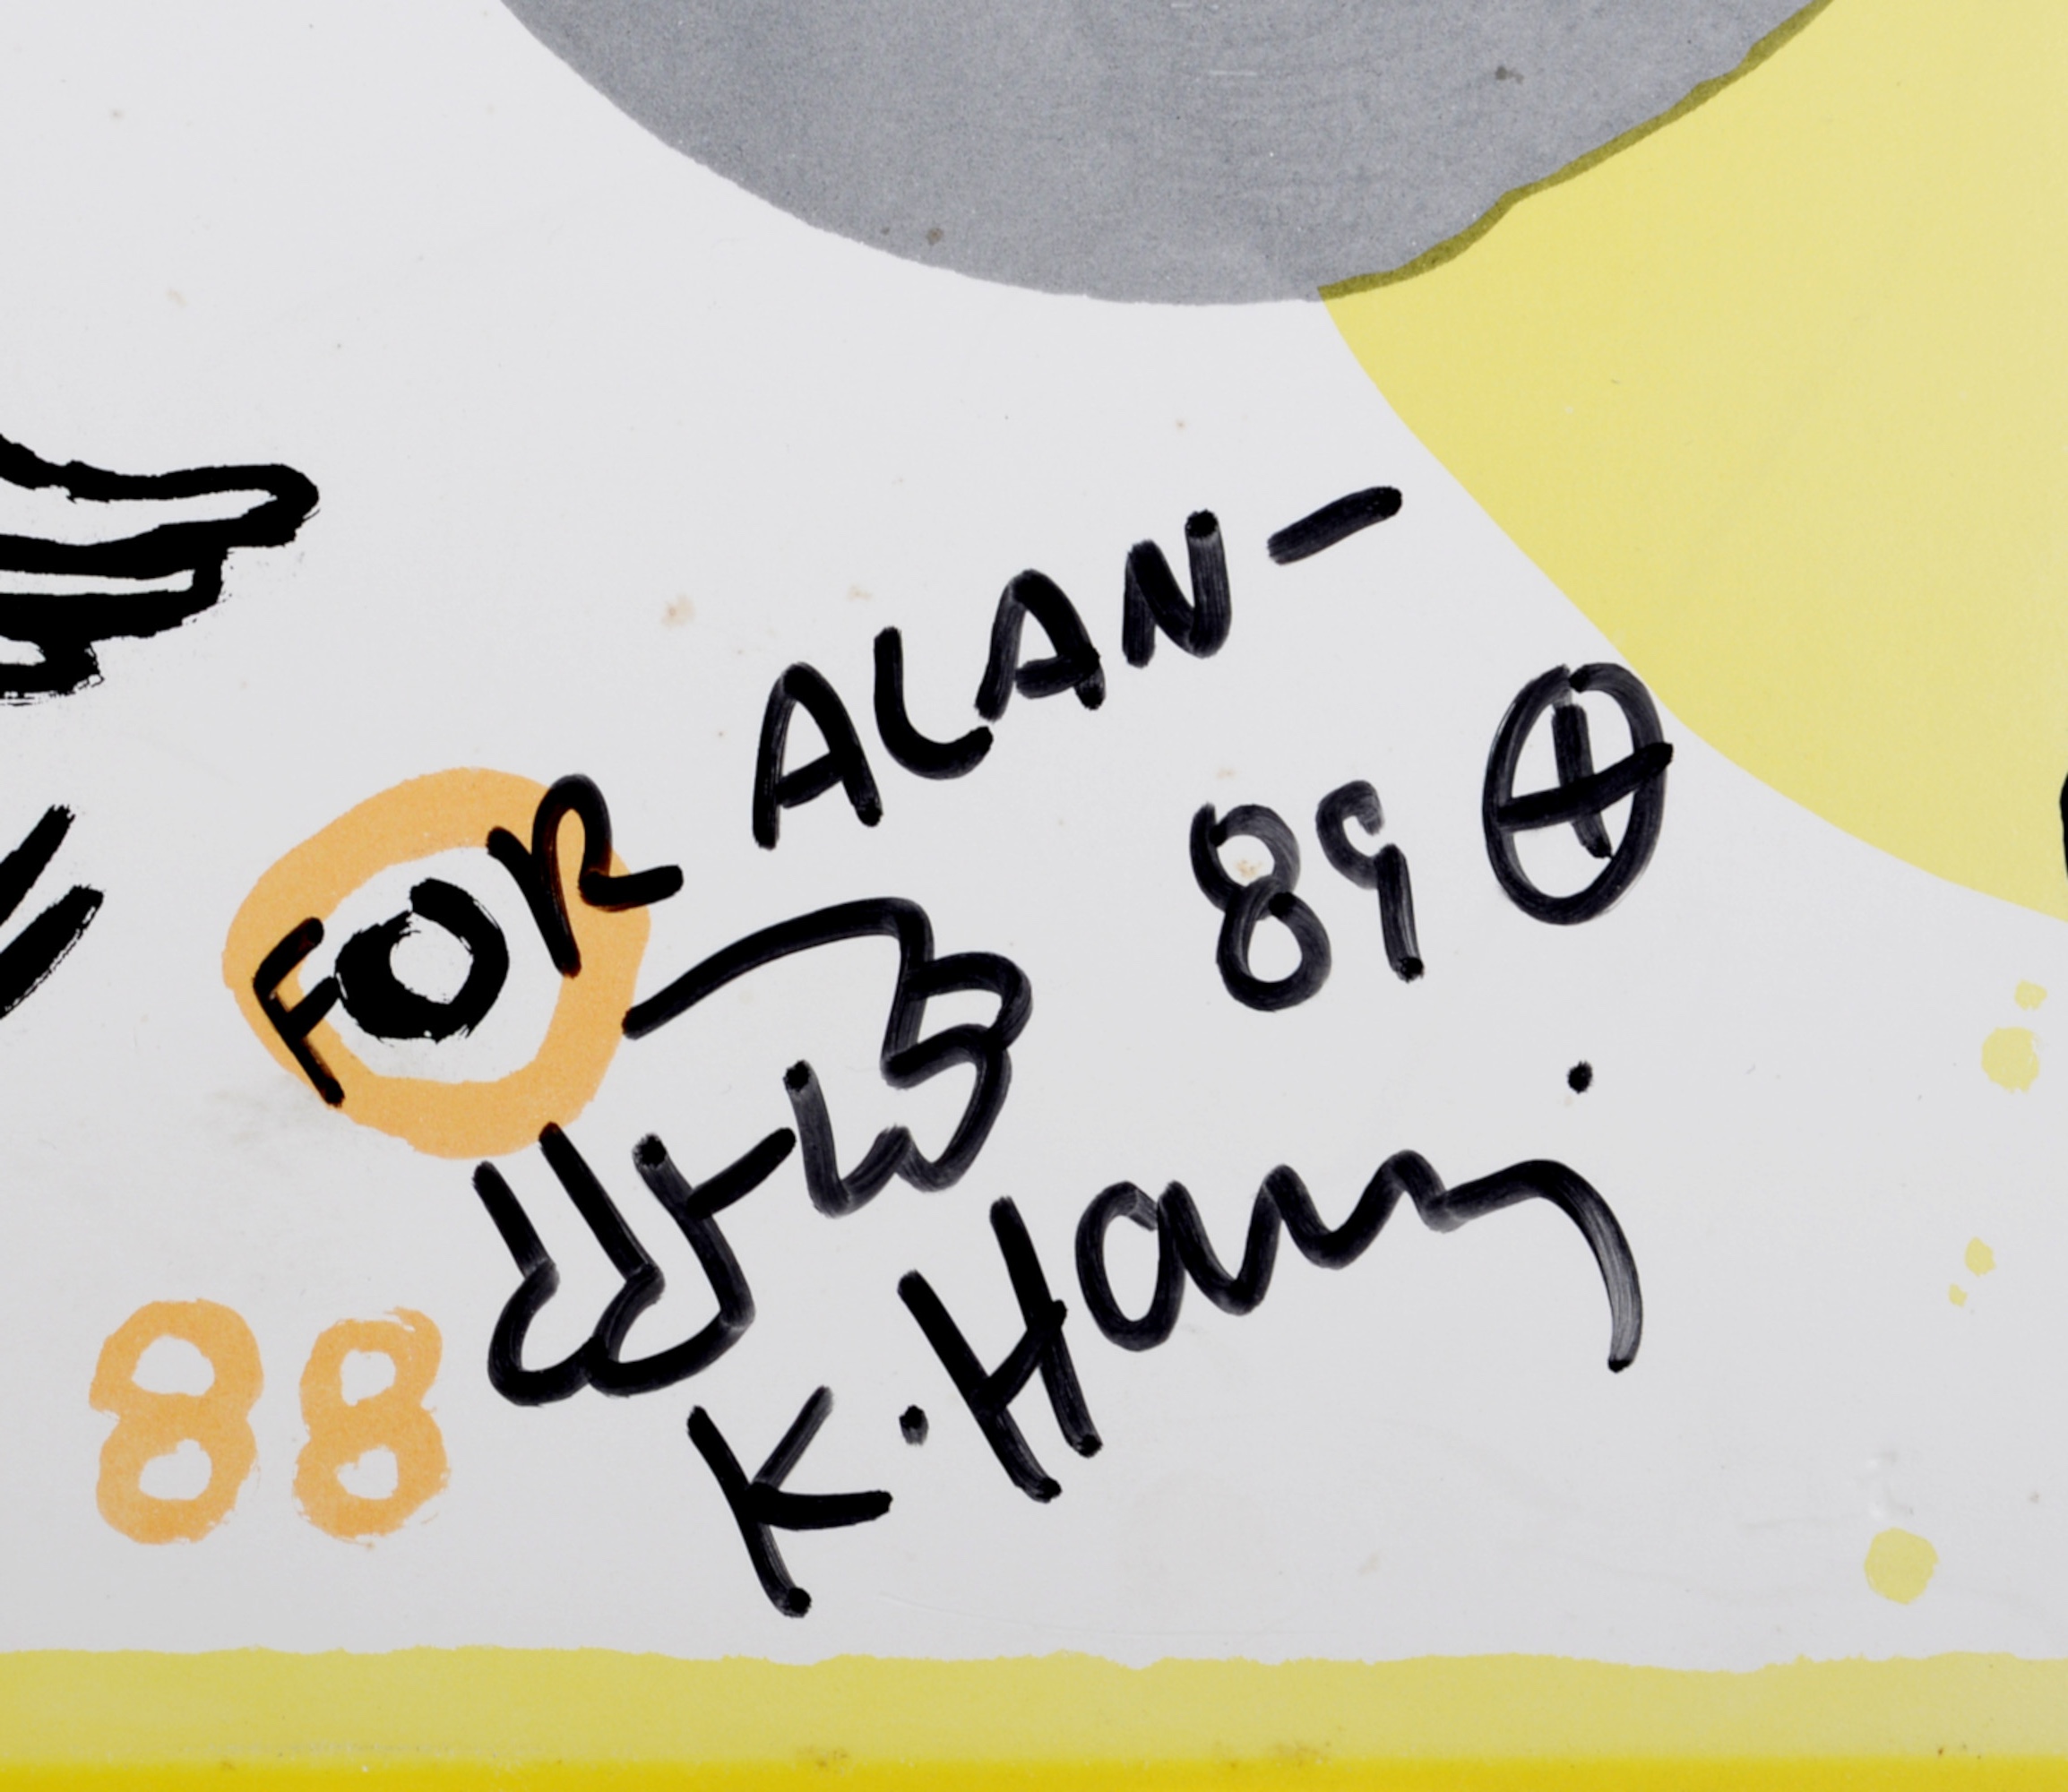 FOR ALAN-
89 ⊕
K. Haring
88